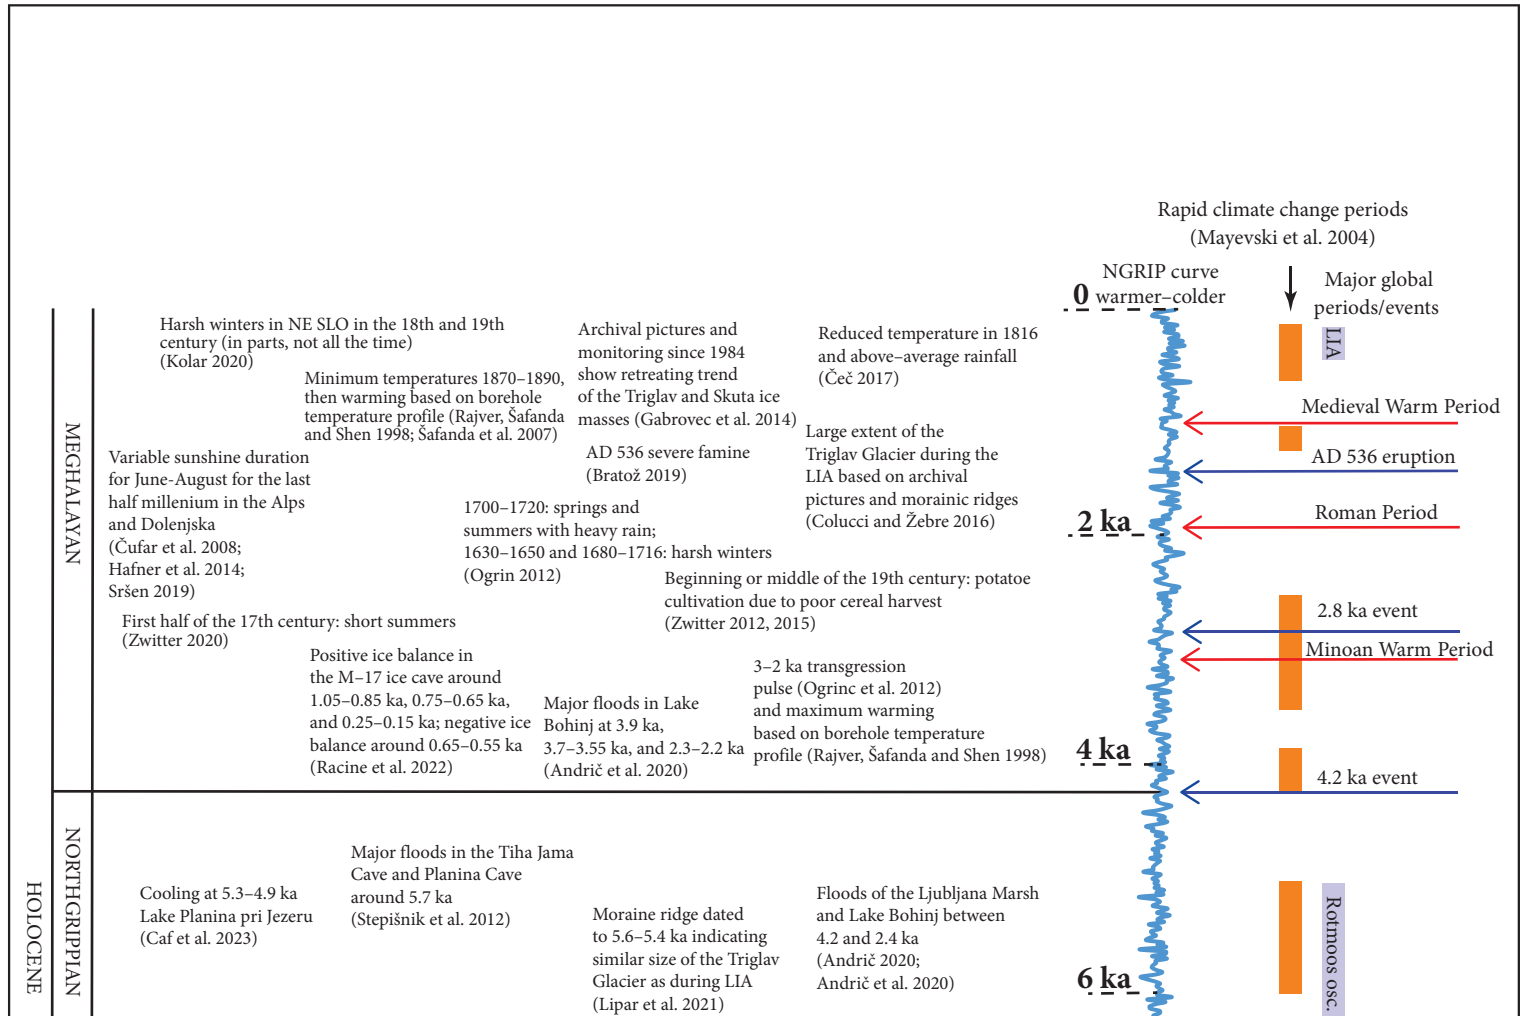 Rapid climate change periods
(Mayevski et al. 2004)
NGRIP curve
warmer–colder
Major global
periods/events
0
LIA
Medieval Warm Period
AD 536 eruption
Roman Period
2 ka
2.8 ka event
Minoan Warm Period
4 ka
4.2 ka event
6 ka
Rotmoos osc.
HOLOCENE
MEGHALAYAN
Harsh winters in NE SLO in the 18th and 19th
century (in parts, not all the time)
(Kolar 2020)
Minimum temperatures 1870–1890,
then warming based on borehole
temperature profile (Rajver, Šafanda
and Shen 1998; Šafanda et al. 2007)
Archival pictures and
monitoring since 1984
show retreating trend
of the Triglav and Skuta ice
masses (Gabrovec et al. 2014)
Reduced temperature in 1816
and above–average rainfall
(Čeč 2017)
Variable sunshine duration
for June-August for the last
half millenium in the Alps
and Dolenjska
(Čufar et al. 2008;
Hafner et al. 2014;
Sršen 2019)
AD 536 severe famine
(Bratož 2019)
Large extent of the
Triglav Glacier during the
LIA based on archival
pictures and morainic ridges
(Colucci and Žebre 2016)
1700–1720: springs and
summers with heavy rain;
1630–1650 and 1680–1716: harsh winters
(Ogrin 2012)
Beginning or middle of the 19th century: potatoe
cultivation due to poor cereal harvest
(Zwitter 2012, 2015)
First half of the 17th century: short summers
(Zwitter 2020)
Positive ice balance in
the M–17 ice cave around
1.05–0.85 ka, 0.75–0.65 ka,
and 0.25–0.15 ka; negative ice
balance around 0.65–0.55 ka
(Racine et al. 2022)
Major floods in Lake
Bohinj at 3.9 ka,
3.7–3.55 ka, and 2.3–2.2 ka
(Andrič et al. 2020)
3–2 ka transgression
pulse (Ogrinc et al. 2012)
and maximum warming
based on borehole temperature
profile (Rajver, Šafanda and Shen 1998)
NORTHGRIPPIAN
Cooling at 5.3–4.9 ka
Lake Planina pri Jezeru
(Caf et al. 2023)
Major floods in the Tiha Jama
Cave and Planina Cave
around 5.7 ka
(Stepišnik et al. 2012)
Moraine ridge dated
to 5.6–5.4 ka indicating
similar size of the Triglav
Glacier as during LIA
(Lipar et al. 2021)
Floods of the Ljubljana Marsh
and Lake Bohinj between
4.2 and 2.4 ka
(Andrič 2020;
Andrič et al. 2020)